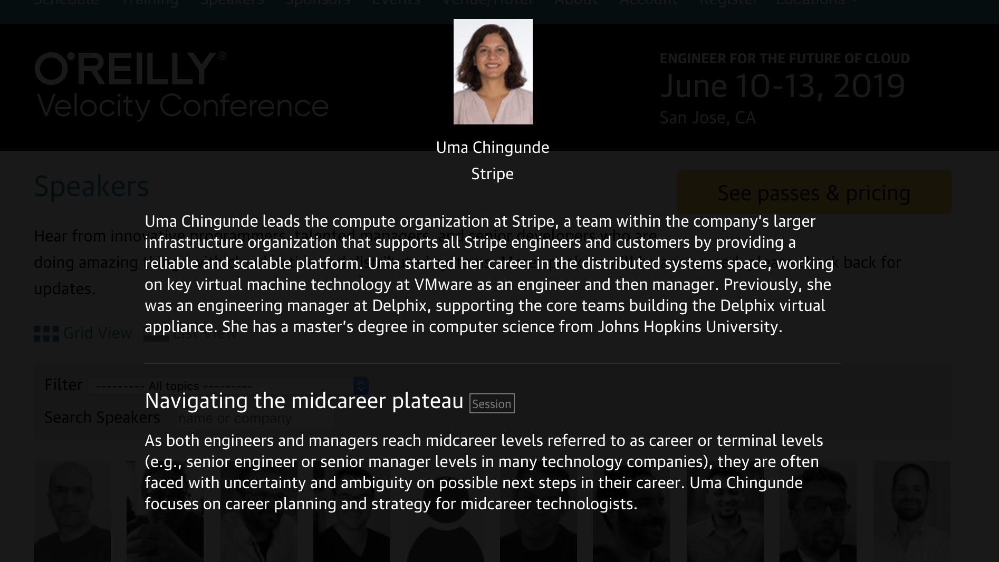 Schedule Training Speakers Sponsors Events Venue/Hotel About Account Register Locations
O'REILLY®
Velocity Conference
ENGINEER FOR THE FUTURE OF CLOUD
June 10-13, 2019
San Jose, CA
Uma Chingunde
Stripe
Speakers
See passes & pricing
Uma Chingunde leads the compute organization at Stripe, a team within the company’s larger
infrastructure organization that supports all Stripe engineers and customers by providing a
reliable and scalable platform. Uma started her career in the distributed systems space, working
on key virtual machine technology at VMware as an engineer and then manager. Previously, she
was an engineering manager at Delphix, supporting the core teams building the Delphix virtual
appliance. She has a master’s degree in computer science from Johns Hopkins University.
Hear from innovative programmers, talented managers, and senior developers who are
doing amazing back for
updates.
Grid View List View
Filter --------- All topics ---------
Search Speakers name or company
Navigating the midcareer plateau Session
As both engineers and managers reach midcareer levels referred to as career or terminal levels
(e.g., senior engineer or senior manager levels in many technology companies), they are often
faced with uncertainty and ambiguity on possible next steps in their career. Uma Chingunde
focuses on career planning and strategy for midcareer technologists.